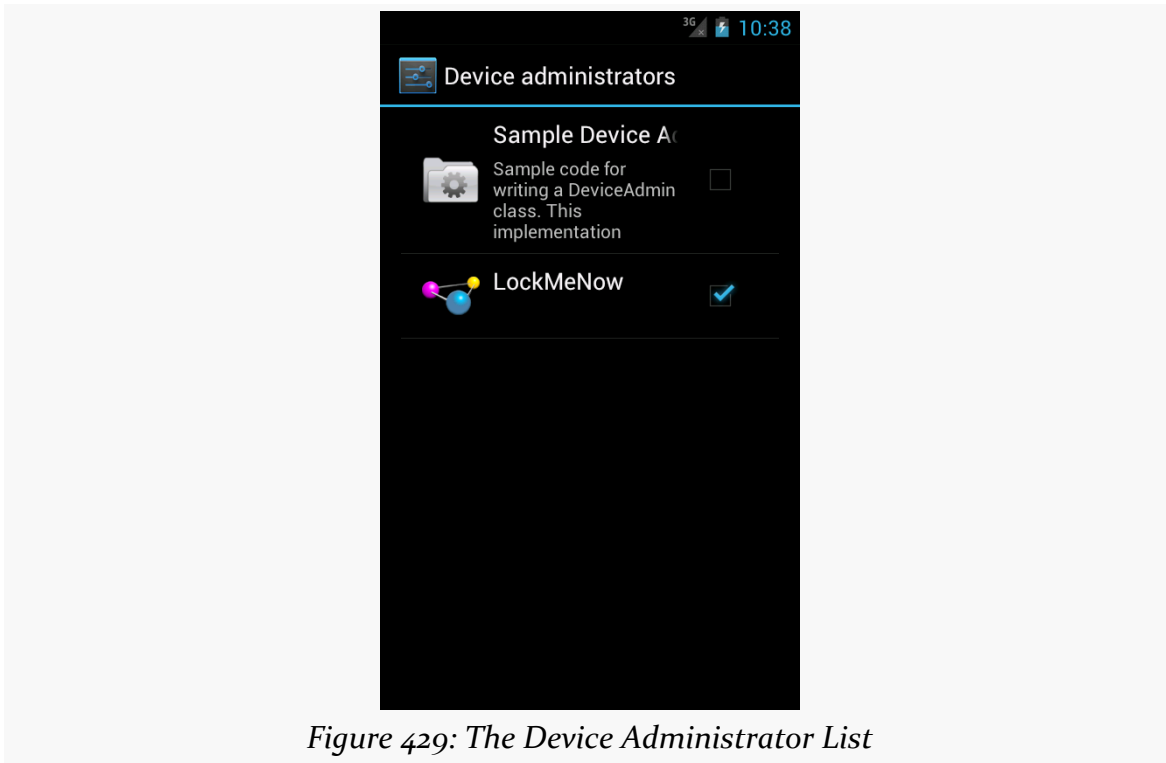 3G 10:38
Device administrators
Sample Device Ad
Sample code for
writing a DeviceAdmin
class. This
implementation
LockMeNow
Figure 429: The Device Administrator List